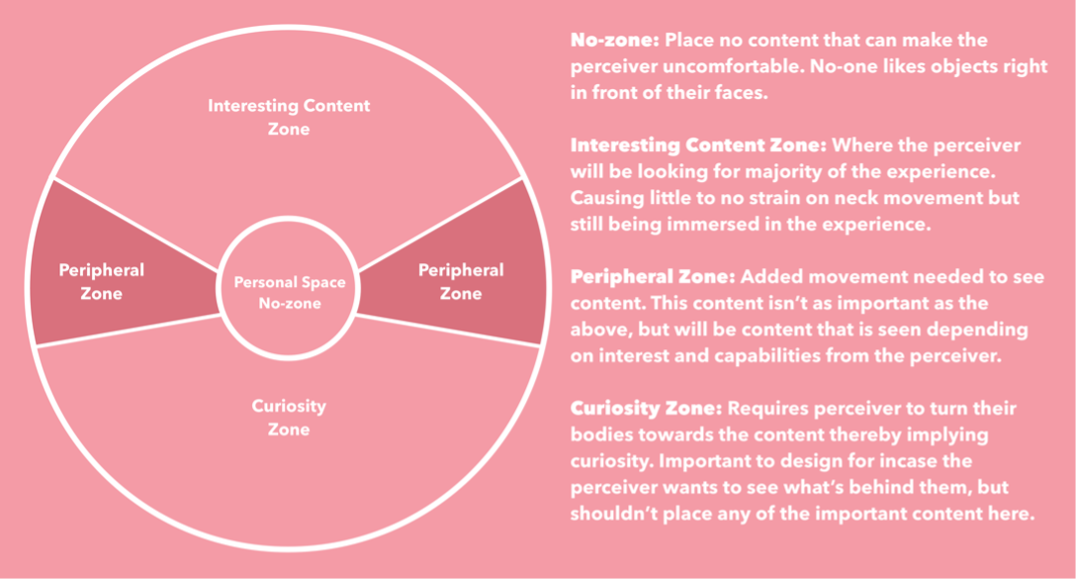 Interesting Content
Zone
Peripheral
Zone
Personal Space
No-zone
Peripheral
Zone
Curiosity
Zone
No-zone: Place no content that can make the
perceiver uncomfortable. No-one likes objects right
in front of their faces.
Interesting Content Zone: Where the perceiver
will be looking for majority of the experience.
Causing little to no strain on neck movement but
still being immersed in the experience.
Peripheral Zone: Added movement needed to see
content. This content isn’t as important as the
above, but will be content that is seen depending
on interest and capabilities from the perceiver.
Curiosity Zone: Requires perceiver to turn their
bodies towards the content thereby implying
curiosity. Important to design for incase the
perceiver wants to see what’s behind them, but
shouldn’t place any of the important content here.